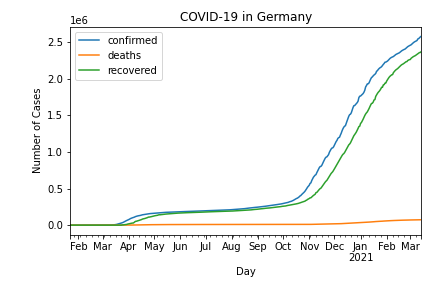 COVID-19 in Germany
1e6
confirmed
deaths
recovered
Number of Cases
2.5
2.0
1.5
1.0
0.5
0.0
Feb Mar Apr May Jun Jul Aug Sep Oct Nov Dec Jan Feb Mar
2021
Day